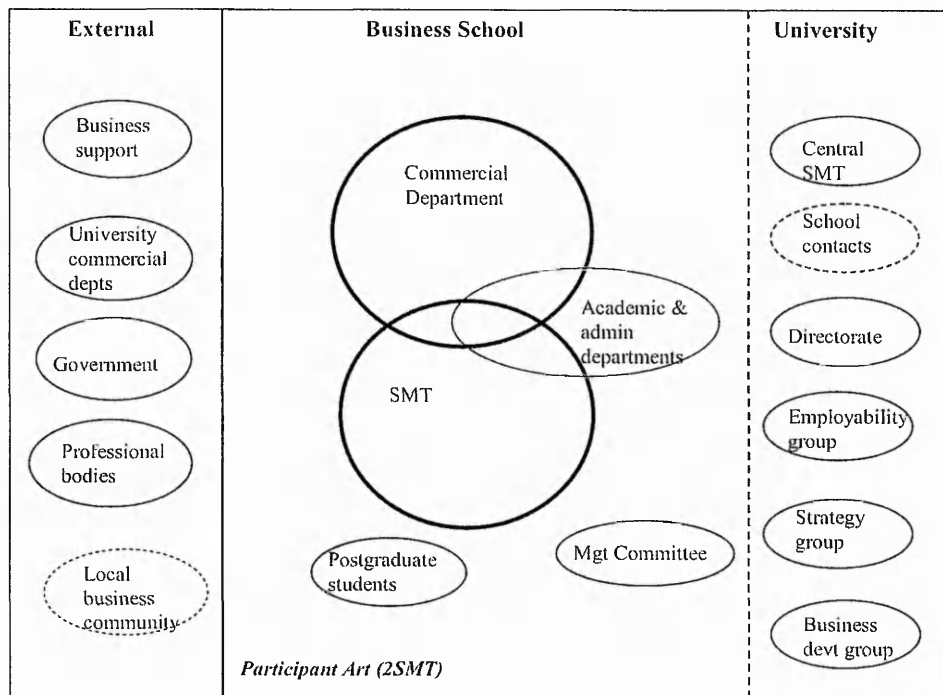 External
Business
support
University
commercial
depts
Government
Professional
bodies
Local
business
community
Business School
Commercial
Department
Academic &
admin
departments
SMT
Postgraduate
students
Mgt Committee
Participant Art (2SMT)
University
Central
SMT
School
contacts
Directorate
Employability
group
Strategy
group
Business
devt group